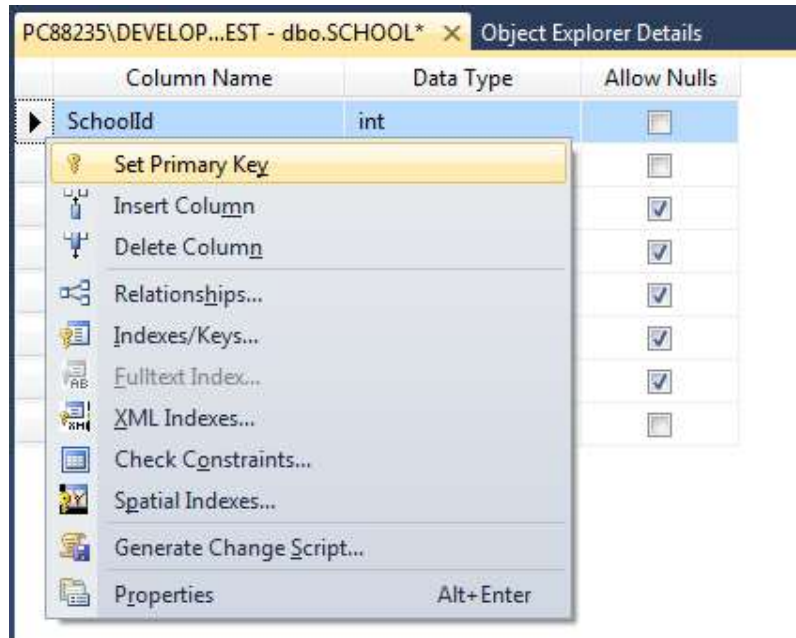 PC88235\DEVELOP...EST - dbo.SCHOOL* Object Explorer Details
Column Name Data Type Allow Nulls
SchoolId int
Set Primary Key
Insert Column
Delete Column
Relationships...
Indexes/Keys...
Fulltext Index...
XML Indexes...
Check Constraints...
Spatial Indexes...
Generate Change Script...
Properties Alt+Enter